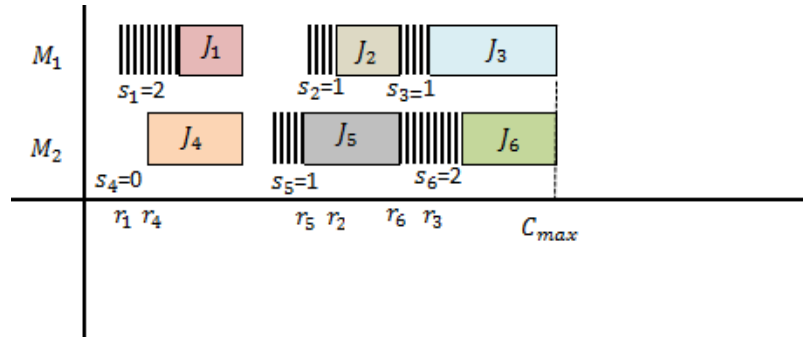 M₁ J₁ J₂ J₃
s₁=2 s₂=1 s₃=1
M₂ J₄ J₅ J₆
s₄=0 s₅=1 s₆=2
r₁ r₄ r₅ r₂ r₆ r₃ Cₘₐₓ